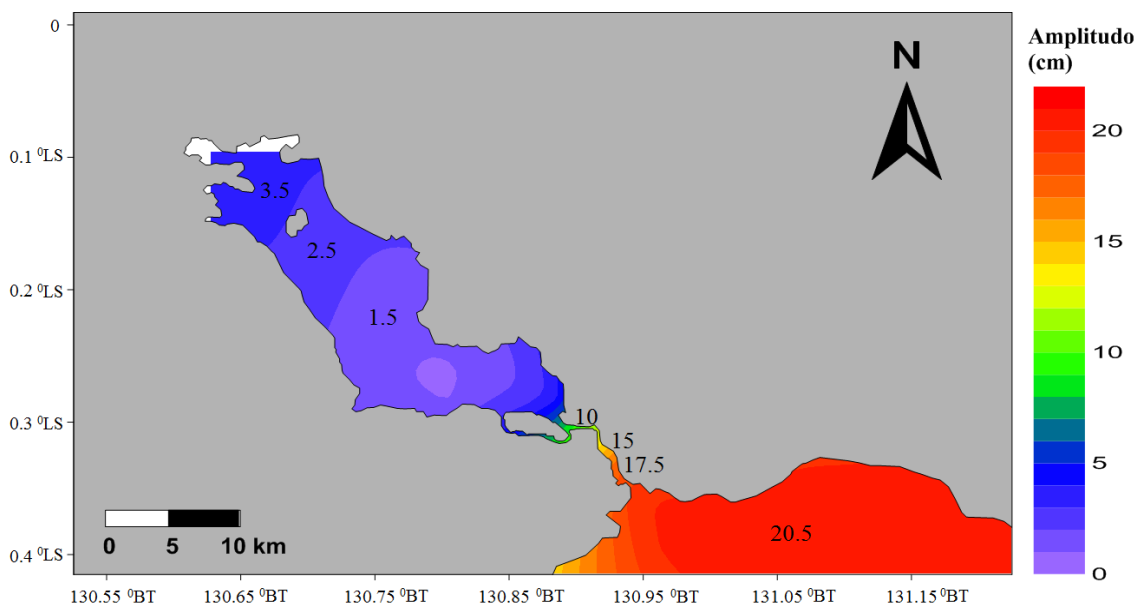 0
0.1 ⁰LS
0.2 ⁰LS
0.3 ⁰LS
0.4 ⁰LS
3.5
2.5
1.5
10
15
17.5
20.5
N
0 5 10 km
130.55 ⁰BT 130.65 ⁰BT 130.75 ⁰BT 130.85 ⁰BT 130.95 ⁰BT 131.05 ⁰BT 131.15 ⁰BT
Amplitudo
(cm)
20
15
10
5
0